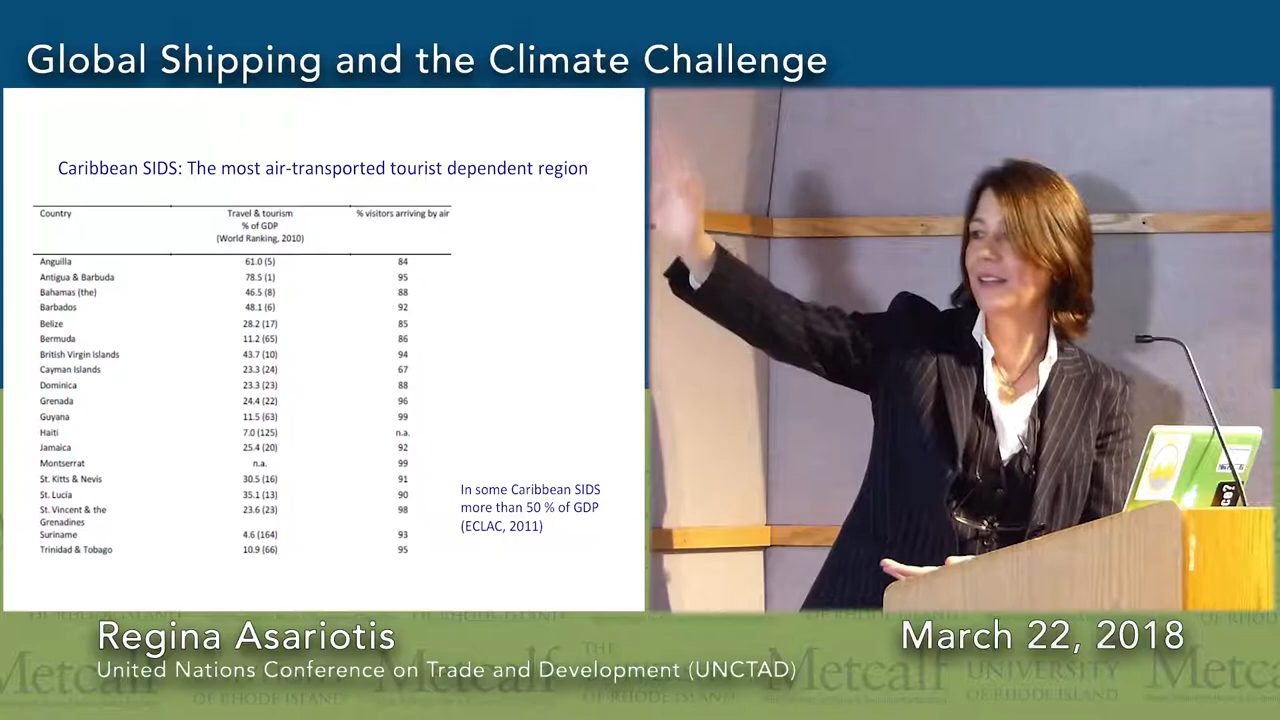 Global Shipping and the Climate Challenge
Caribbean SIDS: The most air-transported tourist dependent region
Country Travel & tourism % visitors arriving by air
% of GDP
(World Ranking, 2010)
Anguilla 61.0 (5) 84
Antigua & Barbuda 78.5 (1) 95
Bahamas (the) 46.5 (8) 88
Barbados 48.1 (6) 92
Belize 28.2 (17) 85
Bermuda 11.2 (65) 86
British Virgin Islands 43.7 (10) 94
Cayman Islands 23.3 (24) 67
Dominica 23.3 (23) 88
Grenada 24.4 (22) 96
Guyana 11.5 (63) 99
Haiti 7.0 (125) n.a.
Jamaica 25.4 (20) 92
Montserrat n.a. 99
St. Kitts & Nevis 30.5 (16) 91
St. Lucia 35.1 (13) 90
St. Vincent & the 23.6 (23) 98
Grenadines
Suriname 4.6 (164) 93
Trinidad & Tobago 10.9 (66) 95
In some Caribbean SIDS
more than 50 % of GDP
(ECLAC, 2011)
Regina Asariotis
United Nations Conference on Trade and Development (UNCTAD)
March 22, 2018
THE
Metcalf
UNIVERSITY
OF RHODE ISLAND